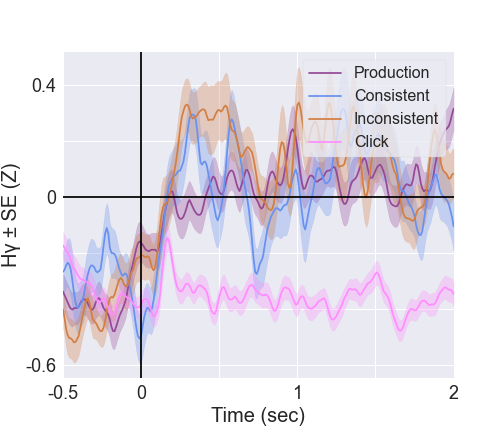 Production
Consistent
Inconsistent
Click
0.4
0
-0.6
Hγ ± SE (Z)
-0.5
0
1
2
Time (sec)